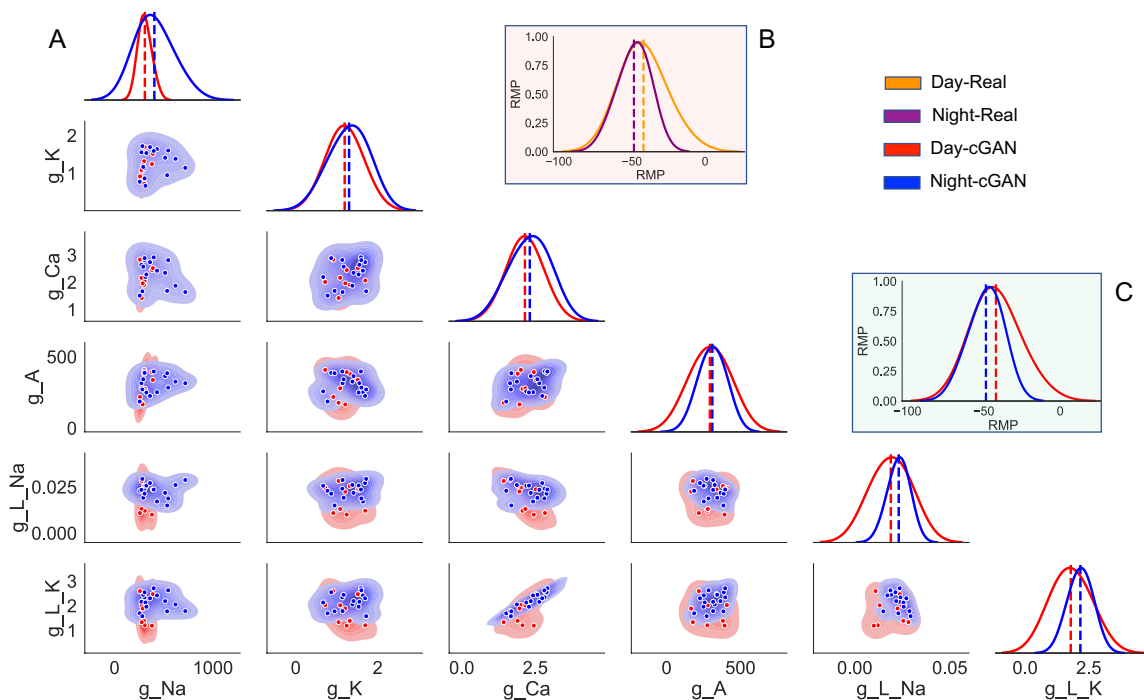 A
B
1.00
0.75
0.50
0.25
0.00
RMP
−100
−50
0
RMP
Day-Real
Night-Real
Day-cGAN
Night-cGAN
g_K
2
1
g_Ca
3
2
1
C
1.00
0.75
0.50
0.25
0.00
RMP
−100
−50
0
RMP
g_A
500
0
g_L_Na
0.025
0.000
g_L_K
3
2
1
0
1000
0
2
0.0
2.5
0
500
0.00
0.05
0.0
2.5
g_Na
g_K
g_Ca
g_A
g_L_Na
g_L_K